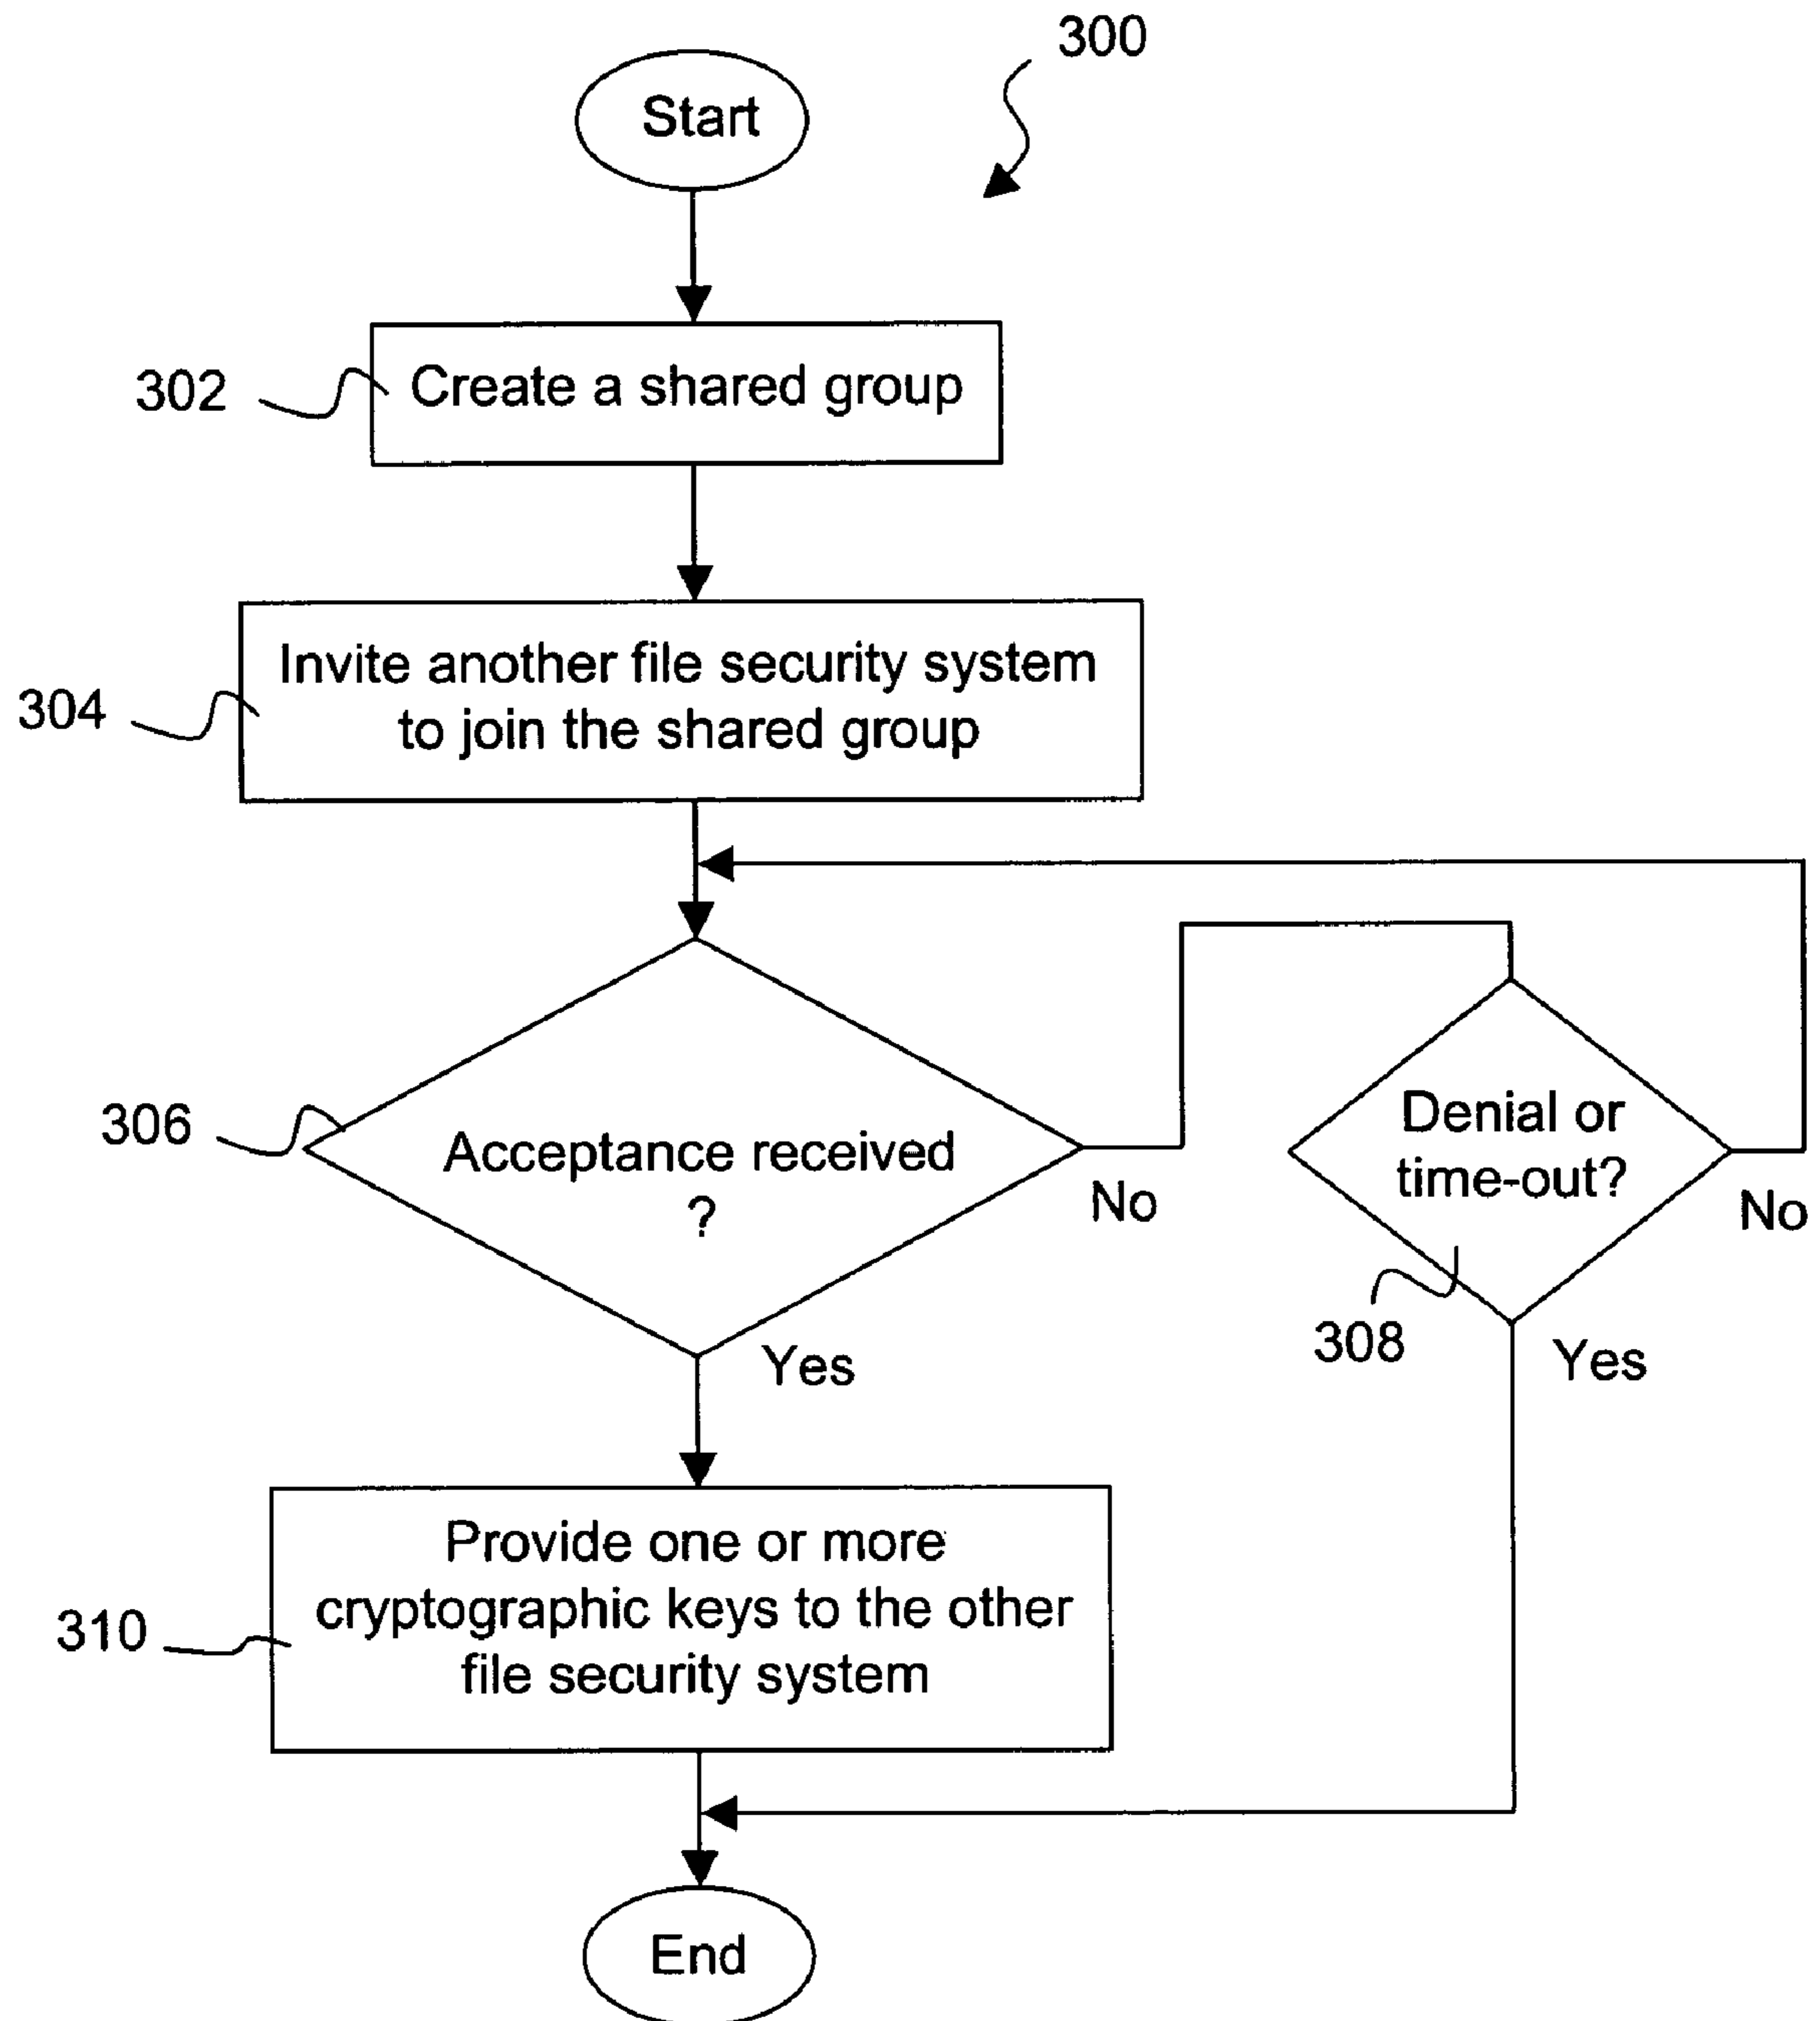 300
Start
302
Create a shared group
304
Invite another file security system
to join the shared group
306
Acceptance received
?
No
Denial or
time-out?
No
308
Yes
Yes
310
Provide one or more
cryptographic keys to the other
file security system
End